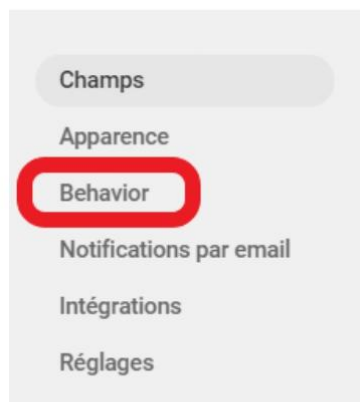 Champs
Apparence
Behavior
Notifications par email
Intégrations
Réglages